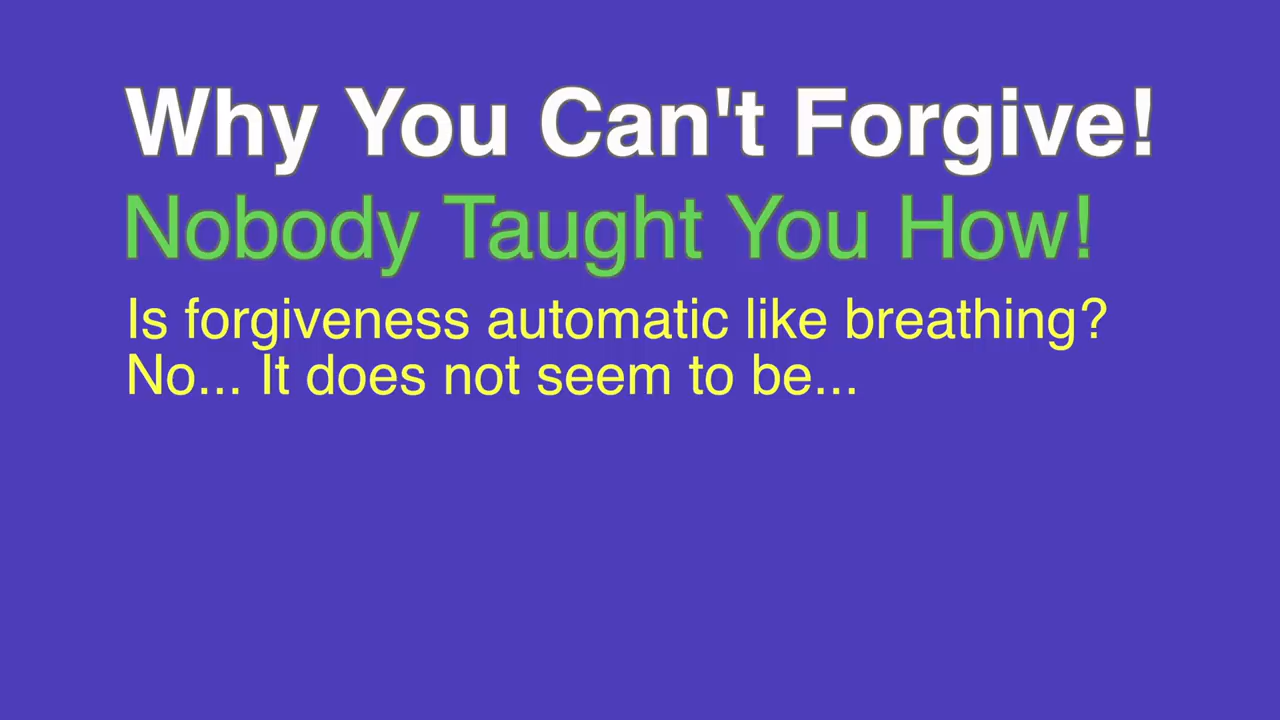 Why You Can't Forgive!
Nobody Taught You How!
Is forgiveness automatic like breathing?
No... It does not seem to be...